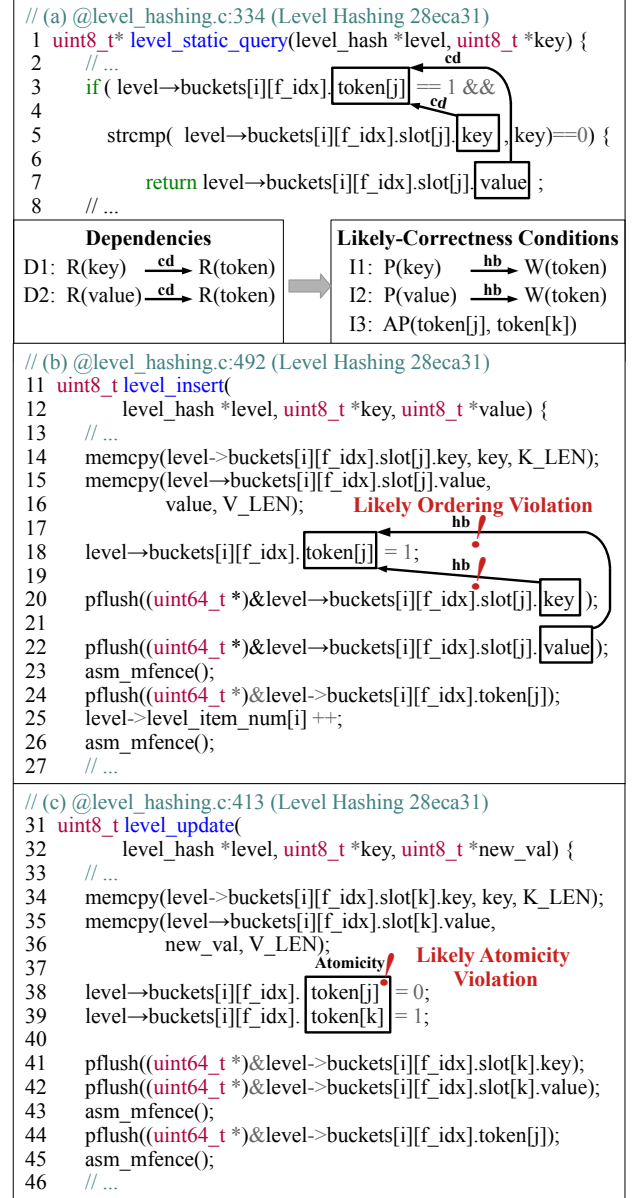 // (a) @level_hashing.c:334 (Level Hashing 28eca31)
1 uint8_t* level_static_query(level_hash *level, uint8_t *key) {
2 // ...
cd
3 if ( level→buckets[i][f_idx]. token[j] == 1 &&
4
cd
5 strcmp( level→buckets[i][f_idx].slot[j]. key , key)==0) {
6
7 return level→buckets[i][f_idx].slot[j]. value ;
8 // ...
Dependencies
D1: R(key) cd R(token)
D2: R(value) cd R(token)
Likely-Correctness Conditions
I1: P(key) hb W(token)
I2: P(value) hb W(token)
I3: AP(token[j], token[k])
// (b) @level_hashing.c:492 (Level Hashing 28eca31)
11 uint8_t level_insert(
12 level_hash *level, uint8_t *key, uint8_t *value) {
13 // ...
14 memcpy(level->buckets[i][f_idx].slot[j].key, key, K_LEN);
15 memcpy(level→buckets[i][f_idx].slot[j].value,
16 value, V_LEN);
Likely Ordering Violation
17
hb
!
18 level→buckets[i][f_idx]. token[j] = 1;
19
hb
!
20 pflush((uint64_t *)&level→buckets[i][f_idx].slot[j]. key );
21
22 pflush((uint64_t *)&level→buckets[i][f_idx].slot[j]. value );
23 asm_mfence();
24 pflush((uint64_t *)&level->buckets[i][f_idx].token[j]);
25 level->level_item_num[i] ++;
26 asm_mfence();
27 // ...
// (c) @level_hashing.c:413 (Level Hashing 28eca31)
31 uint8_t level_update(
32 level_hash *level, uint8_t *key, uint8_t *new_val) {
33 // ...
34 memcpy(level->buckets[i][f_idx].slot[k].key, key, K_LEN);
35 memcpy(level→buckets[i][f_idx].slot[k].value,
36 new_val, V_LEN);
37
Atomicity
!
Likely Atomicity
Violation
38 level→buckets[i][f_idx]. token[j] = 0;
39 level→buckets[i][f_idx]. token[k] = 1;
40
41 pflush((uint64_t *)&level->buckets[i][f_idx].slot[k].key);
42 pflush((uint64_t *)&level->buckets[i][f_idx].slot[k].value);
43 asm_mfence();
44 pflush((uint64_t *)&level->buckets[i][f_idx].token[j]);
45 asm_mfence();
46 // ...